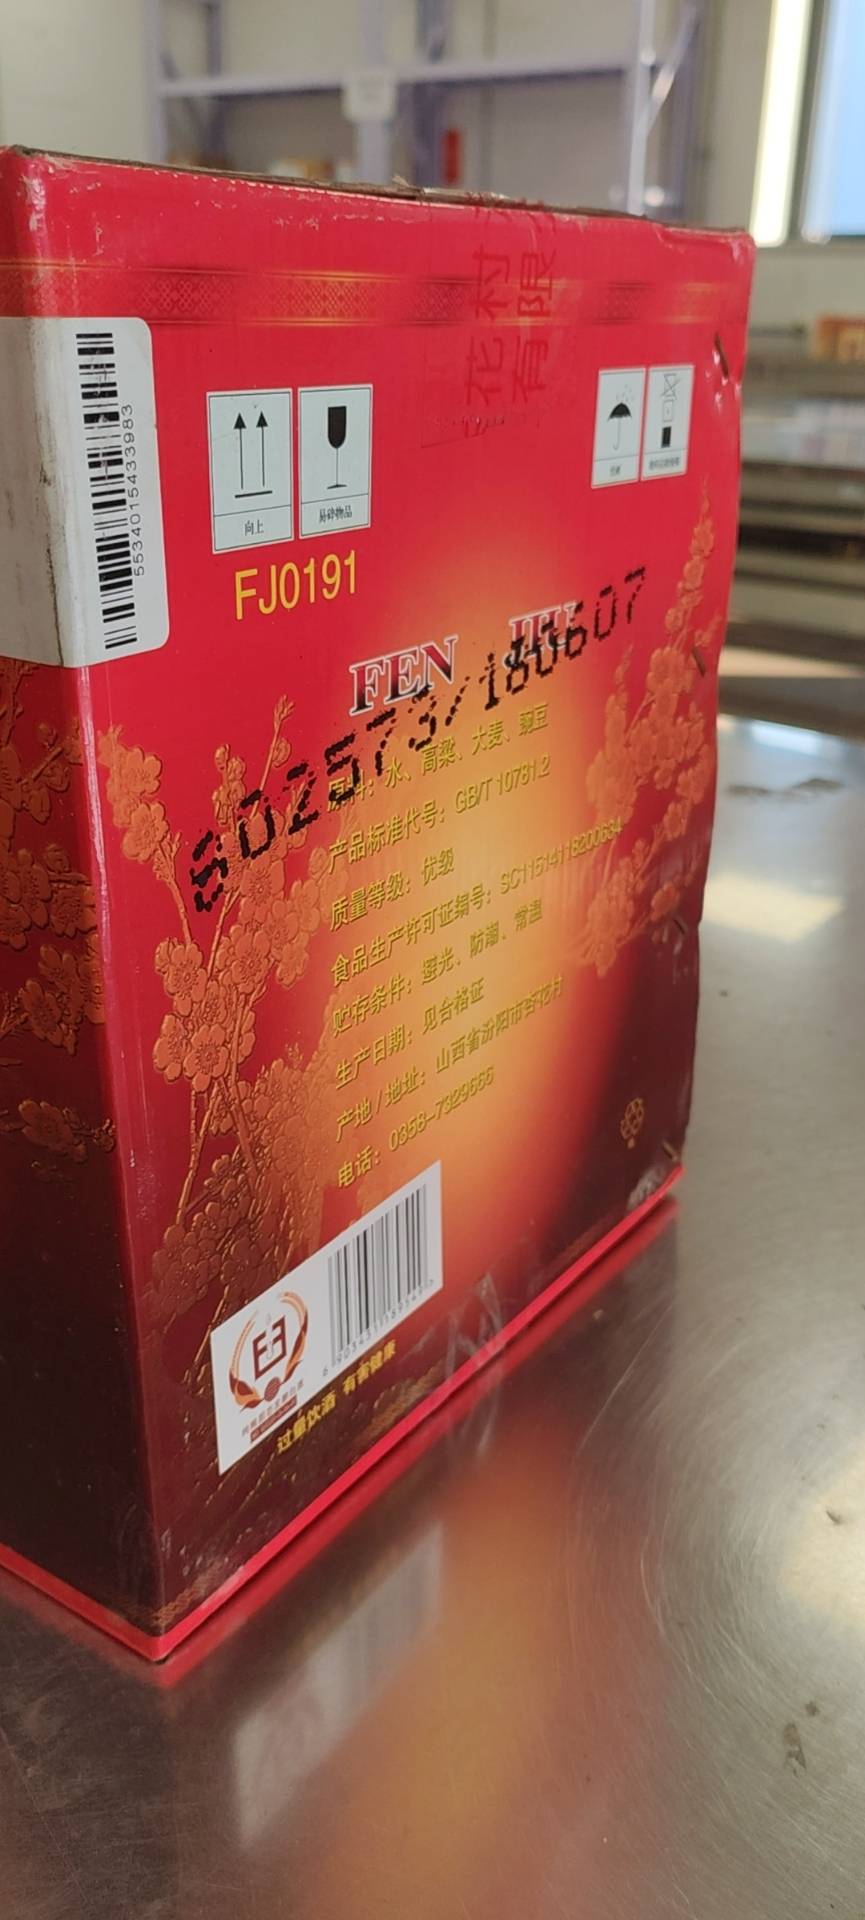 花村
有限
5534015433983
向上
易碎物品
FJ0191
FEN JIU
802573/180607
原料：水、高粱、大麦、豌豆
产品标准代号：GB/T 10781.2
质量等级：优级
食品生产许可证编号：SC11514118200634
贮存条件：避光、防潮、常温
生产日期：见合格证
产地/地址：山西省汾阳市杏花村
电话：0358-7329666
过量饮酒 有害健康